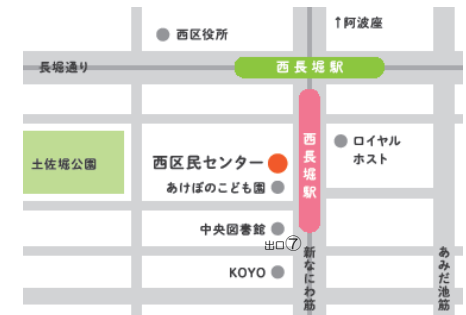 ↑阿波座
西区役所
長堀通り
西長堀駅
西長堀駅
ロイヤル
ホスト
土佐堀公園
西区民センター
あけぼのこども園
中央図書館
出口⑦
KOYO
新なにわ筋
あみだ池筋